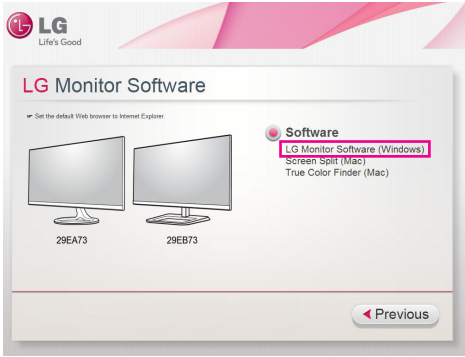 LG
Life's Good
LG Monitor Software
☞ Set the default Web browser to Internet Explorer.
Software
LG Monitor Software (Windows)
Screen Split (Mac)
True Color Finder (Mac)
29EA73
29EB73
Previous